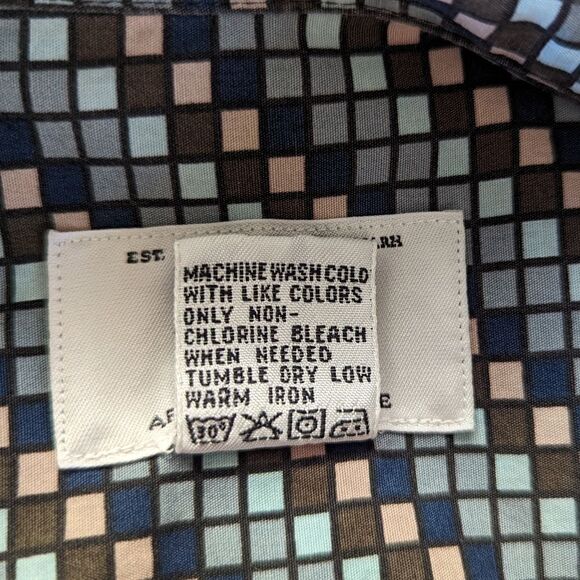 EST.
MACHINE WASH COLD
WITH LIKE COLORS
ONLY NON-
CHLORINE BLEACH
WHEN NEEDED
TUMBLE DRY LOW
WARM IRON
30°